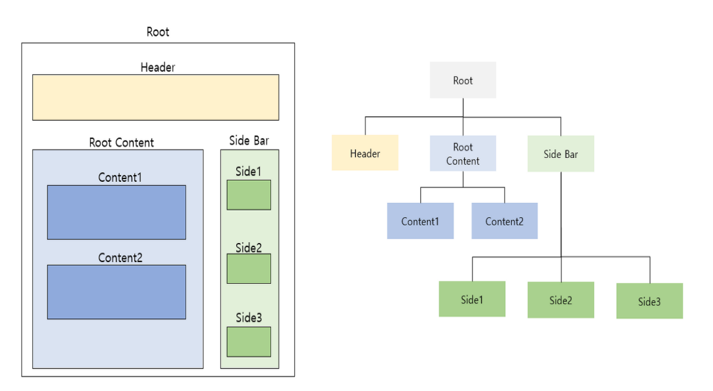 Root
Header
Root Content
Side Bar
Content1
Side1
Content2
Side2
Side3
Root
Header
Root
Content
Side Bar
Content1
Content2
Side1
Side2
Side3